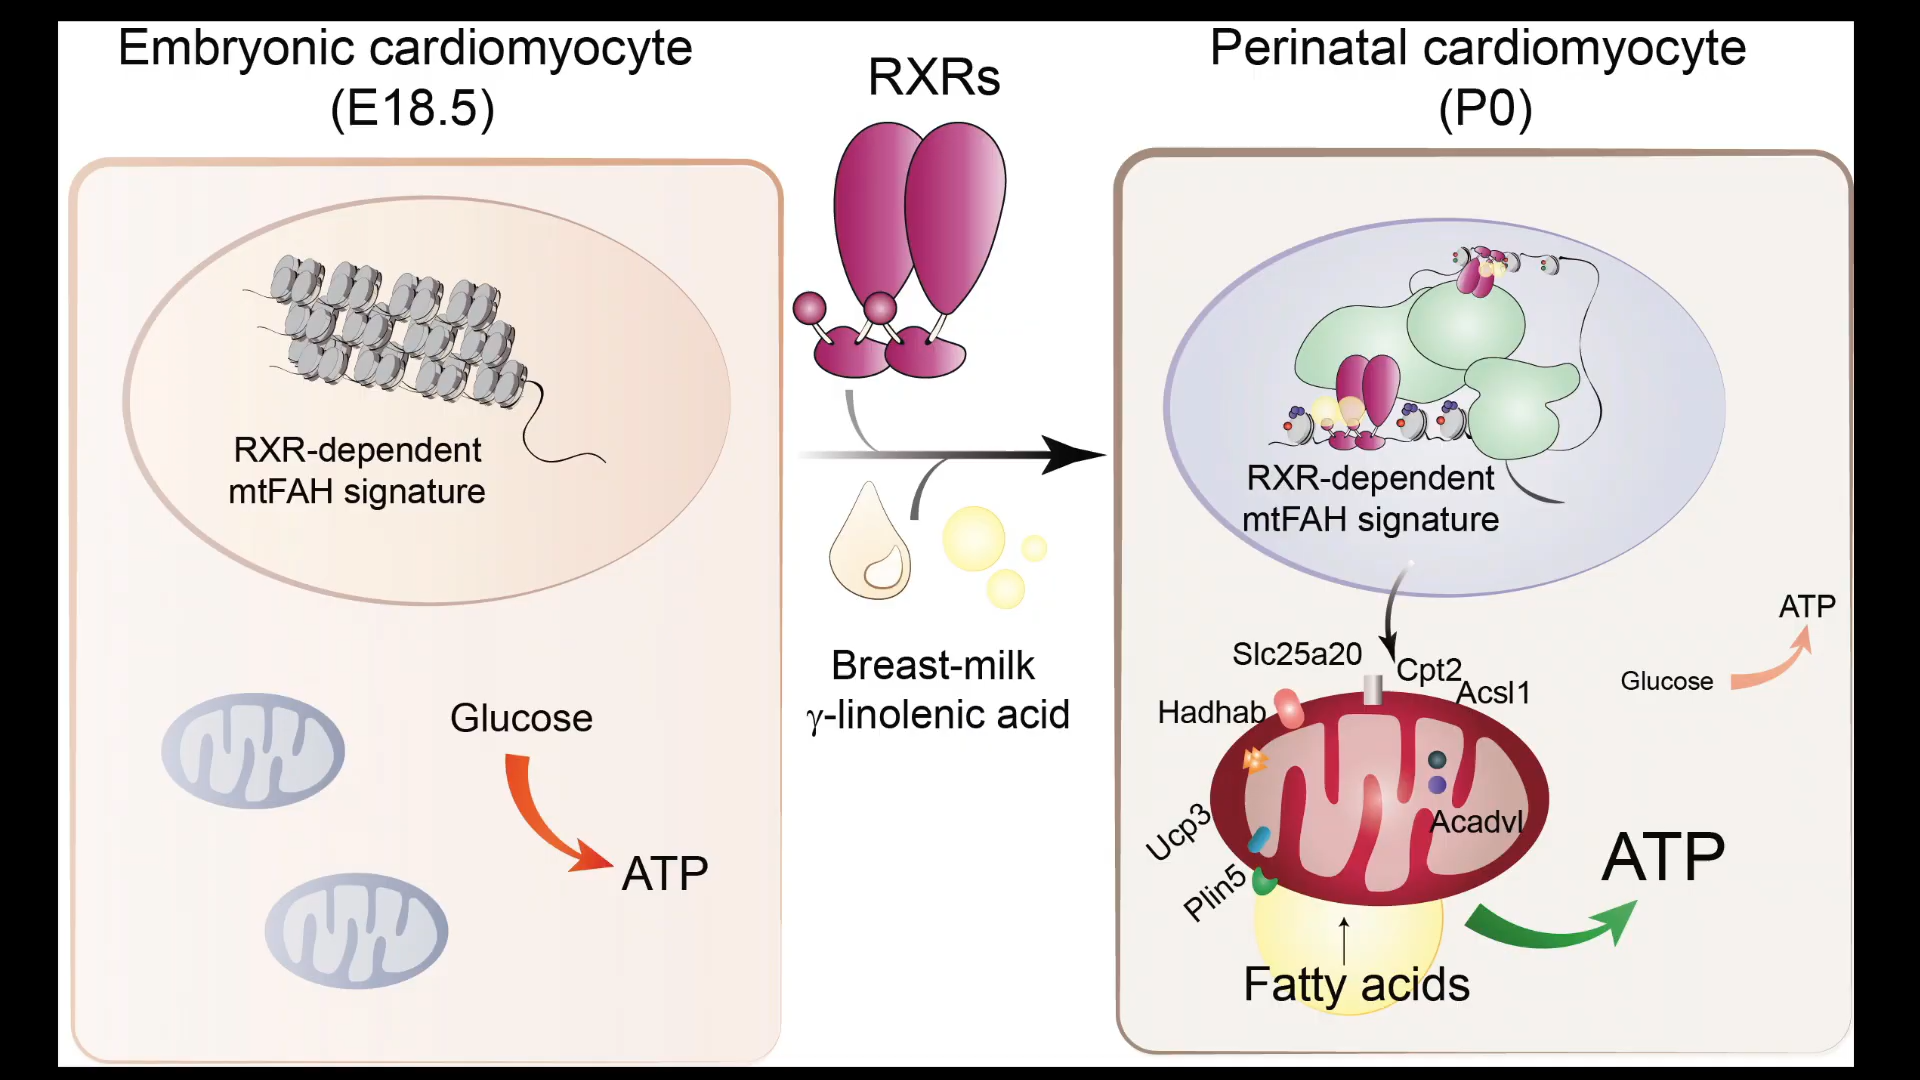 Embryonic cardiomyocyte
(E18.5)
RXR-dependent
mtFAH signature
Glucose
ATP
RXRs
Breast-milk
γ-linolenic acid
Perinatal cardiomyocyte
(P0)
RXR-dependent
mtFAH signature
Slc25a20
Cpt2
Acsl1
Hadhab
Ucp3
Plin5
Acadvl
Fatty acids
ATP
Glucose
ATP